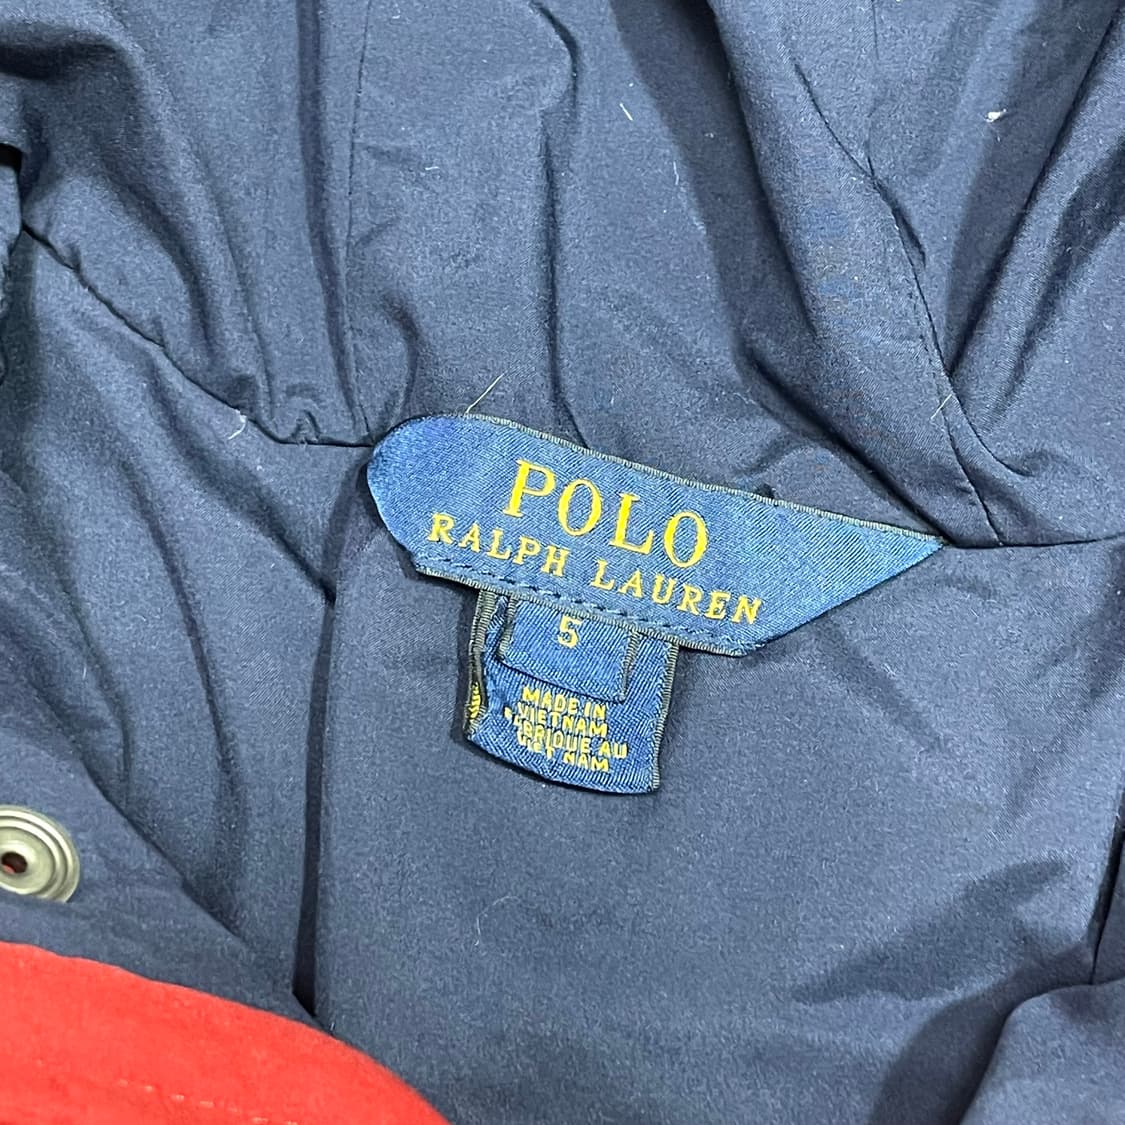 POLO
RALPH LAUREN
5
MADE IN
VIETNAM
FABRIQUE AU
VIET NAM